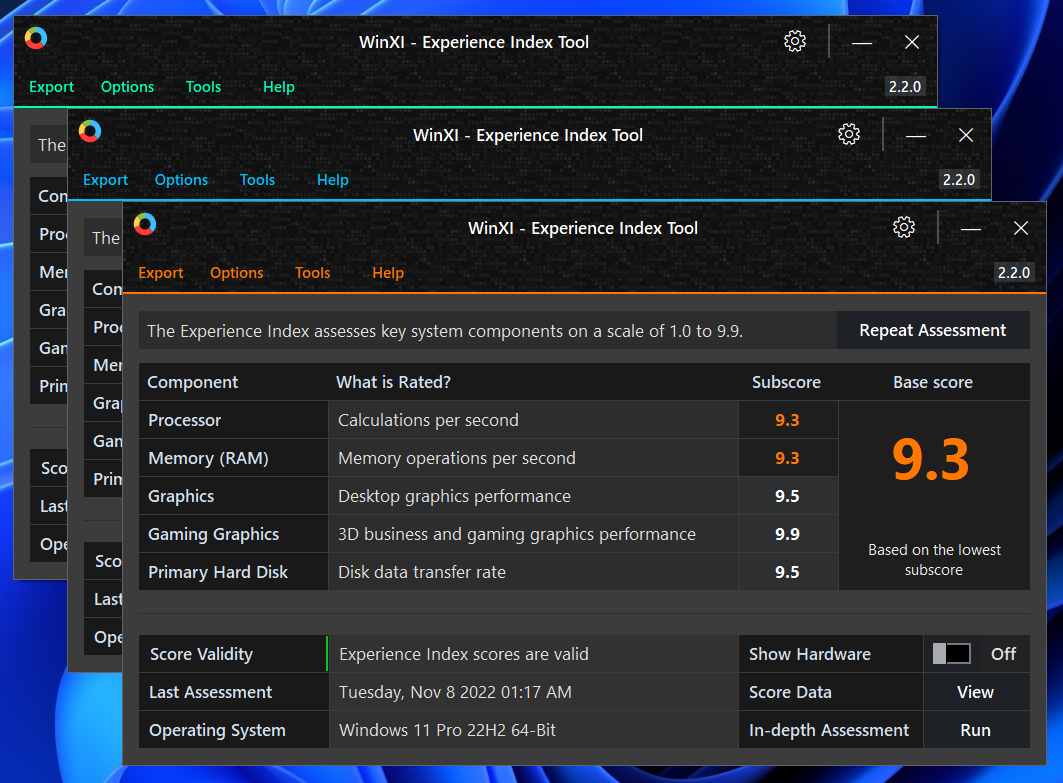 WinXI - Experience Index Tool
Export Options Tools Help 2.2.0
The
Com
Proc
Mem
Gra
Gam
Prim
Sco
Last
Ope
WinXI - Experience Index Tool
Export Options Tools Help 2.2.0
The
Com
Proc
Mem
Grap
Gam
Prim
Sco
Last
Ope
WinXI - Experience Index Tool
Export Options Tools Help 2.2.0
The Experience Index assesses key system components on a scale of 1.0 to 9.9. Repeat Assessment
Component What is Rated? Subscore Base score
Processor Calculations per second 9.3
Memory (RAM) Memory operations per second 9.3
9.3
Graphics Desktop graphics performance 9.5
Gaming Graphics 3D business and gaming graphics performance 9.9
Primary Hard Disk Disk data transfer rate 9.5
Based on the lowest
subscore
Score Validity Experience Index scores are valid Show Hardware Off
Last Assessment Tuesday, Nov 8 2022 01:17 AM Score Data View
Operating System Windows 11 Pro 22H2 64-Bit In-depth Assessment Run